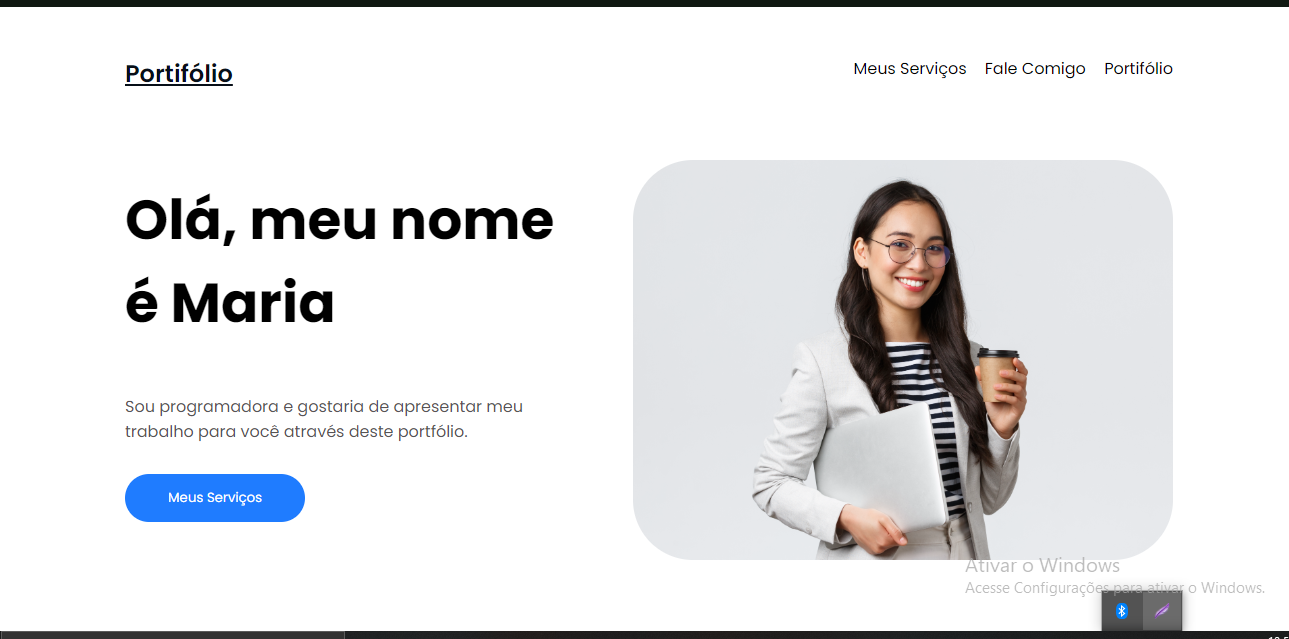 Portifólio
Meus Serviços Fale Comigo Portifólio
Olá, meu nome
é Maria
Sou programadora e gostaria de apresentar meu
trabalho para você através deste portfólio.
Meus Serviços
Ativar o Windows
Acesse Configurações para ativar o Windows.